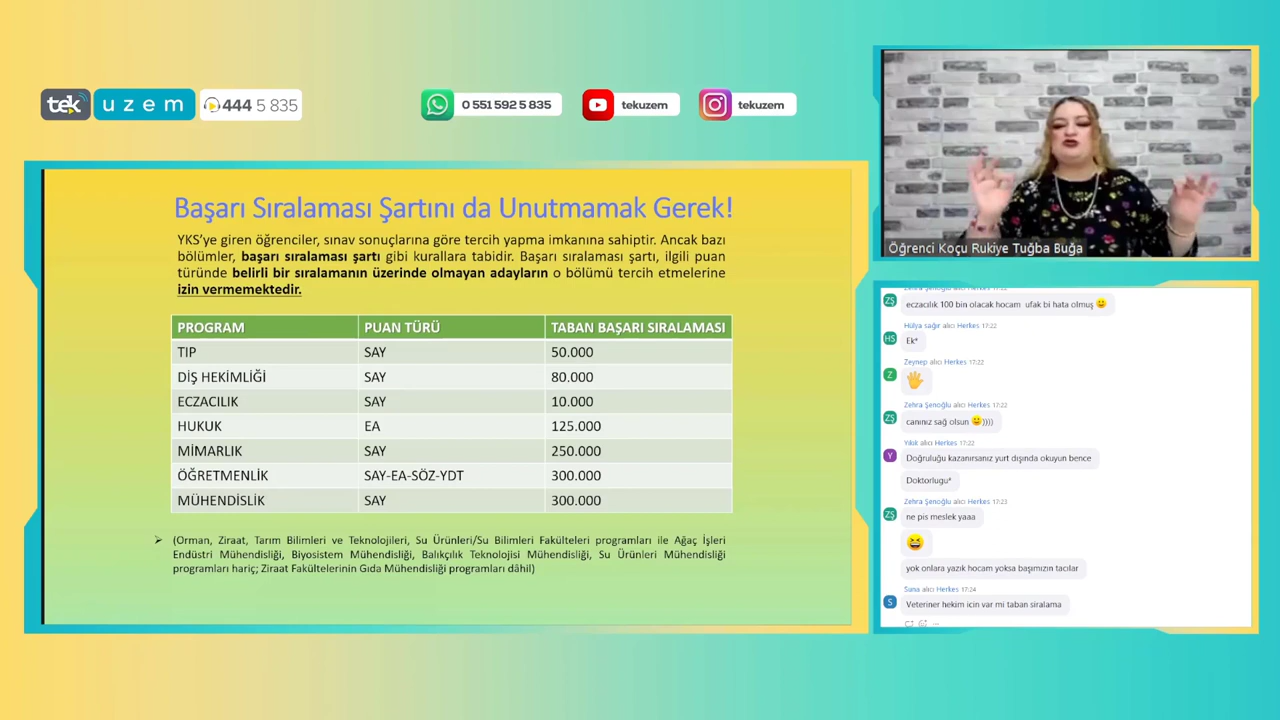 tek uzem 444 5 835
0 551 592 5 835
tekuzem
tekuzem
Başarı Sıralaması Şartını da Unutmamak Gerek!
YKS'ye giren öğrenciler, sınav sonuçlarına göre tercih yapma imkanına sahiptir. Ancak bazı
bölümler, başarı sıralaması şartı gibi kurallara tabidir. Başarı sıralaması şartı, ilgili puan
türünde belirli bir sıralamanın üzerinde olmayan adayların o bölümü tercih etmelerine
izin vermemektedir.
PROGRAM PUAN TÜRÜ TABAN BAŞARI SIRALAMASI
TIP SAY 50.000
DİŞ HEKİMLİĞİ SAY 80.000
ECZACILIK SAY 10.000
HUKUK EA 125.000
MİMARLIK SAY 250.000
ÖĞRETMENLİK SAY-EA-SÖZ-YDT 300.000
MÜHENDİSLİK SAY 300.000
➢ (Orman, Ziraat, Tarım Bilimleri ve Teknolojileri, Su Ürünleri/Su Bilimleri Fakülteleri programları ile Ağaç İşleri
Endüstri Mühendisliği, Biyosistem Mühendisliği, Balıkçılık Teknolojisi Mühendisliği, Su Ürünleri Mühendisliği
programları hariç; Ziraat Fakültelerinin Gıda Mühendisliği programları dâhil)
Öğrenci Koçu Rukiye Tuğba Buğa
ZŞ
eczacılık 100 bin olacak hocam ufak bi hata olmuş 🙂
Hülya sağır alıcı Herkes 17:22
HS
Ek*
Zeynep alıcı Herkes 17:22
Z
Zehra Şenoğlu alıcı Herkes 17:22
ZŞ
canınız sağ olsun 🙂))))
Yılık alıcı Herkes 17:22
Y
Doğruluğu kazanırsanız yurt dışında okuyun bence
Doktorlugu*
Zehra Şenoğlu alıcı Herkes 17:23
ZŞ
ne pis meslek yaaa
yok onlara yazık hocam yoksa başımızın tacılar
Suna alıcı Herkes 17:24
S
Veteriner hekim icin var mi taban siralama